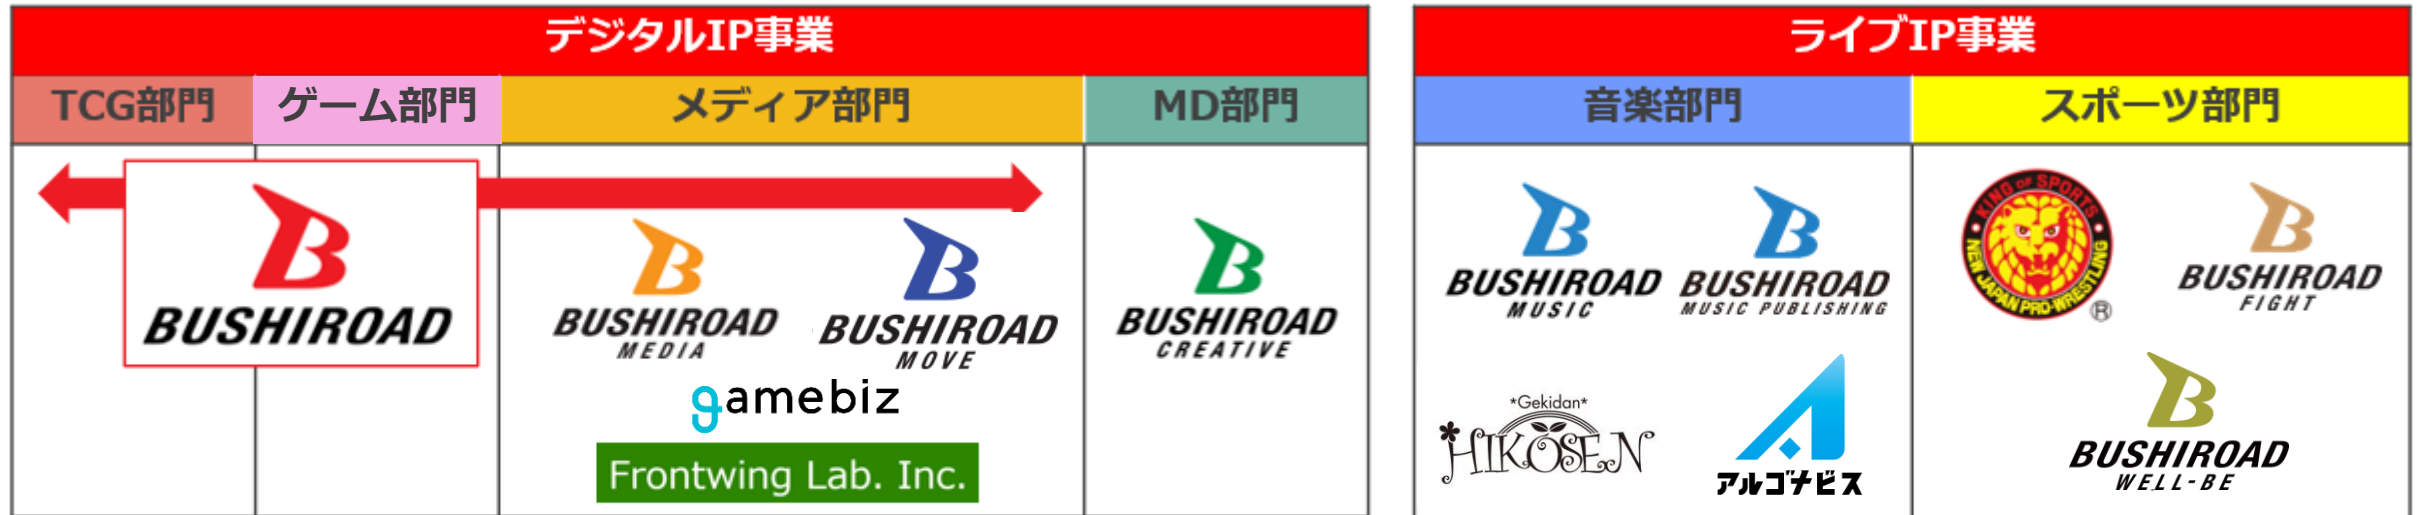 デジタルIP事業
TCG部門
ゲーム部門
メディア部門
MD部門
BUSHIROAD
BUSHIROAD
MEDIA
BUSHIROAD
MOVE
gamebiz
Frontwing Lab. Inc.
BUSHIROAD
CREATIVE
ライブIP事業
音楽部門
スポーツ部門
BUSHIROAD
MUSIC
BUSHIROAD
MUSIC PUBLISHING
*Gekidan*
HIKOSEN
アルゴナビス
KING OF SPORTS
NEW JAPAN PRO-WRESTLING
®
BUSHIROAD
FIGHT
BUSHIROAD
WELL-BE